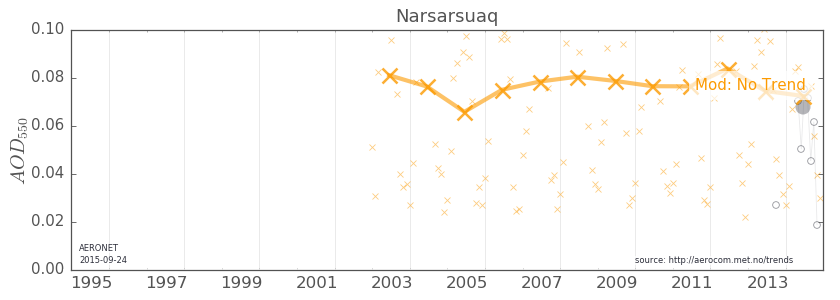 Narsarsuaq
0.10
0.08
0.06
0.04
0.02
0.00
AOD550
Mod: No Trend
AERONET
2015-09-24
source: http://aerocom.met.no/trends
1995 1997 1999 2001 2003 2005 2007 2009 2011 2013